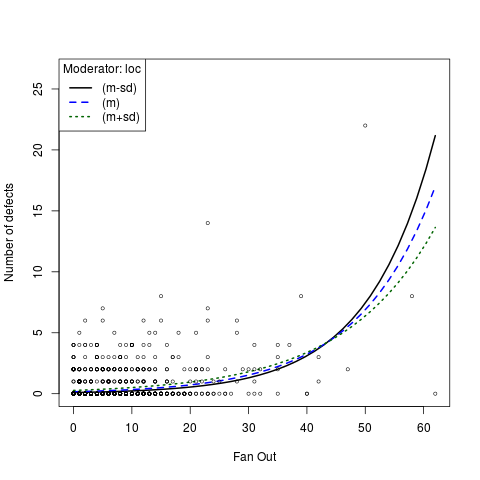 Moderator: loc
(m-sd)
(m)
(m+sd)
Number of defects
25
20
15
10
5
0
0 10 20 30 40 50 60
Fan Out